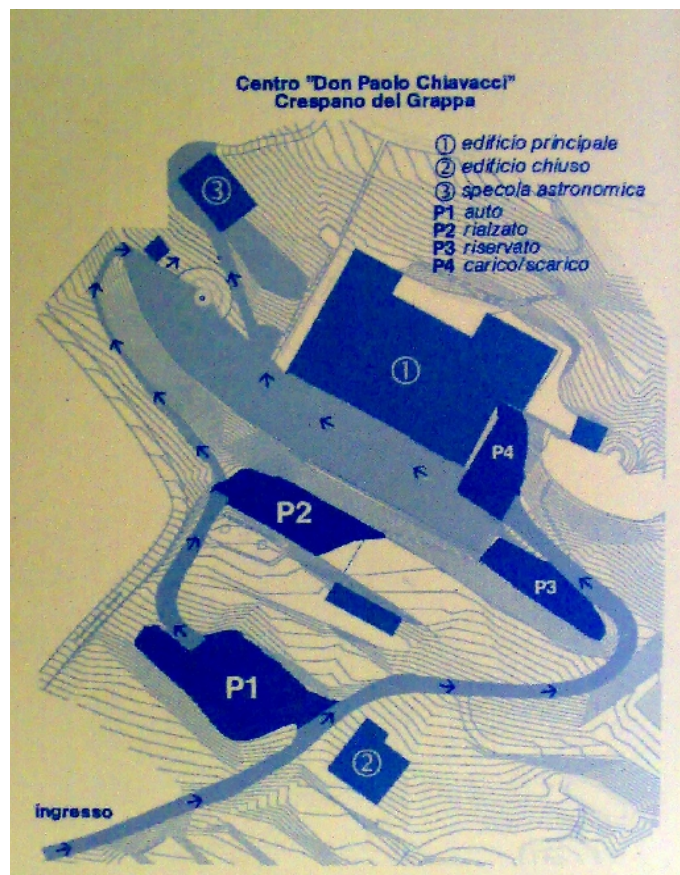 Centro "Don Paolo Chiavacci"
Crespano del Grappa
① edificio principale
② edificio chiuso
③ specola astronomica
P1 auto
P2 rialzato
P3 riservato
P4 carico/scarico
③
①
P4
P2
P3
P1
②
ingresso